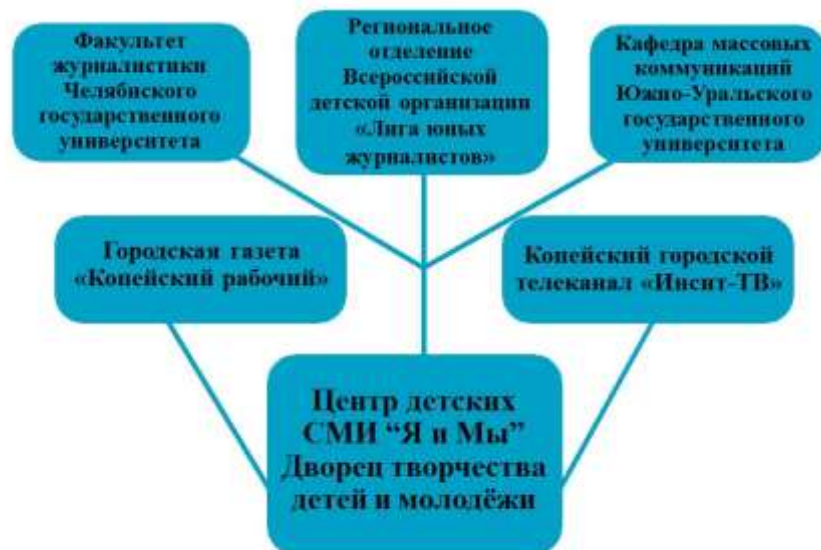 Факультет
журналистики
Челябинского
государственного
университета
Региональное
отделение
Всероссийской
детской организации
«Лига юных
журналистов»
Кафедра массовых
коммуникаций
Южно-Уральского
государственного
университета
Городская газета
«Копейский рабочий»
Копейский городской
телеканал «Инсит-ТВ»
Центр детских
СМИ “Я и Мы”
Дворец творчества
детей и молодёжи